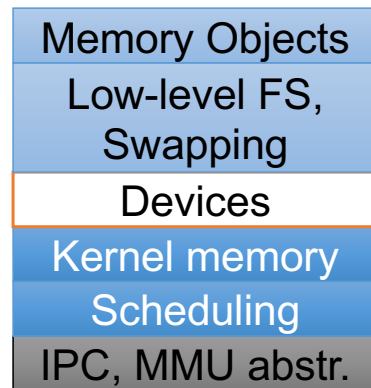 Memory Objects
Low-level FS,
Swapping
Devices
Kernel memory
Scheduling
IPC, MMU abstr.